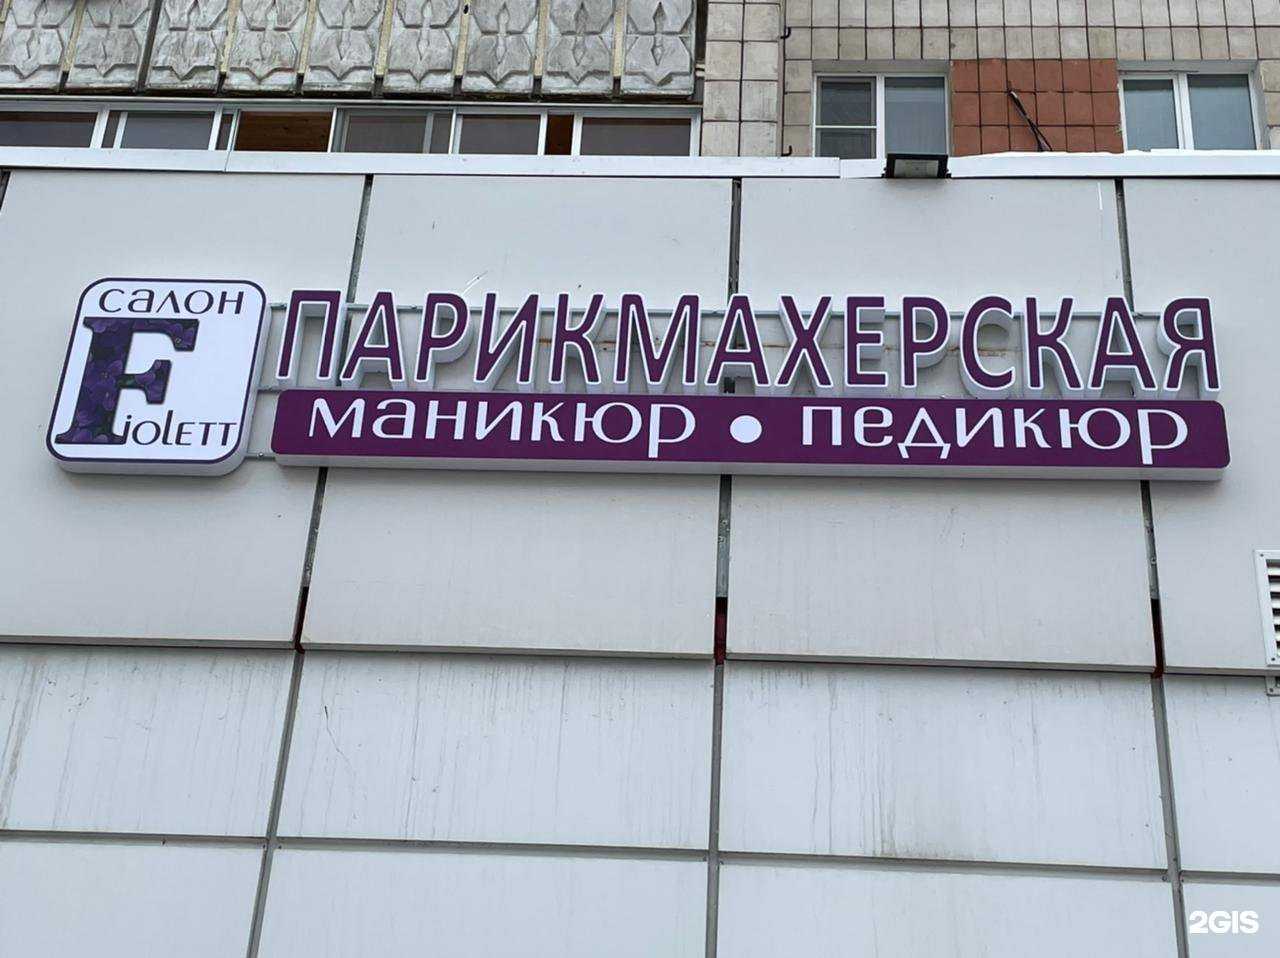 салон
Fiolett
ПАРИКМАХЕРСКАЯ
маникюр • педикюр
2GIS